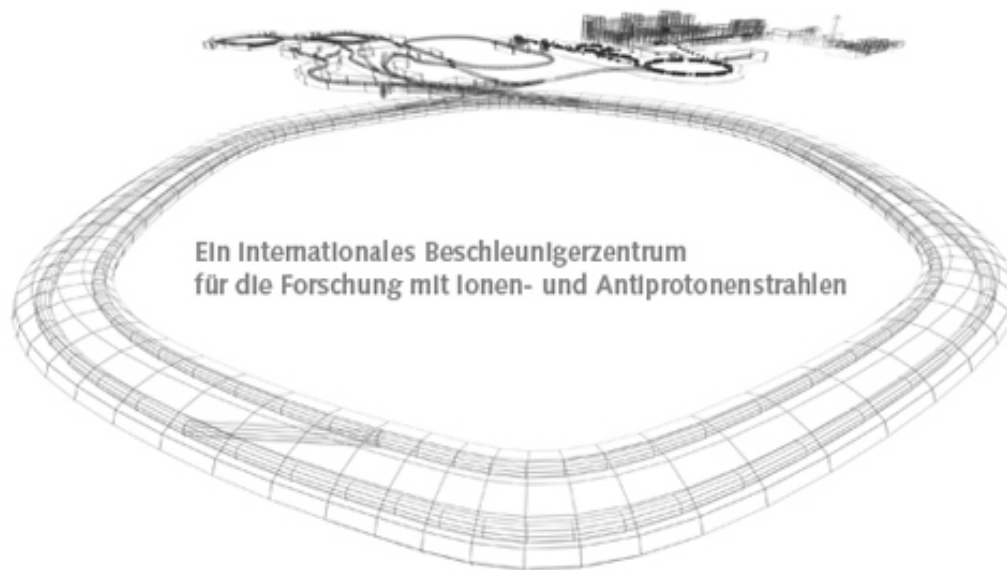 Ein Internationales Beschleunigerzentrum
für die Forschung mit Ionen- und Antiprotonenstrahlen